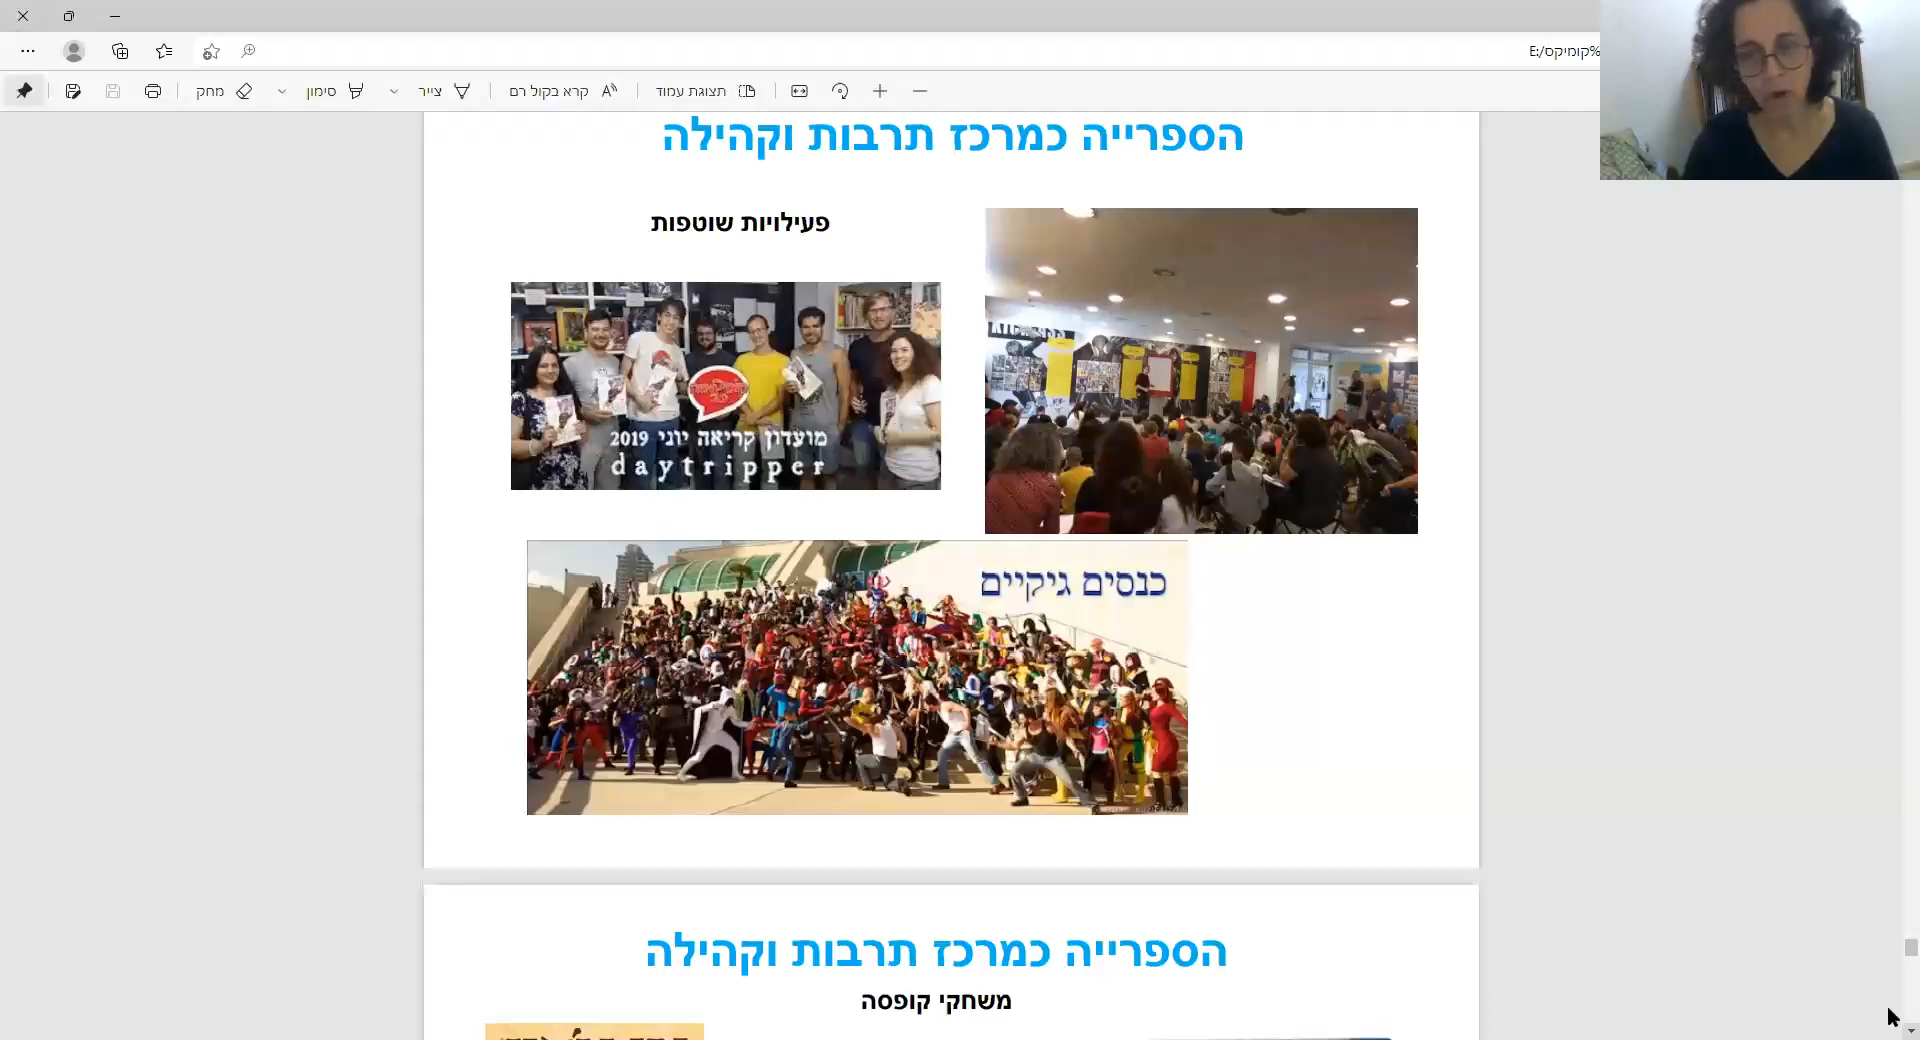 E:/קומיקס%
מחק
סימון
צייר
קרא בקול רם
תצוגת עמוד
הספרייה כמרכז תרבות וקהילה
פעילויות שוטפות
מועדון קריאה יוני 2019
daytripper
כנסים גיקיים
הספרייה כמרכז תרבות וקהילה
משחקי קופסה